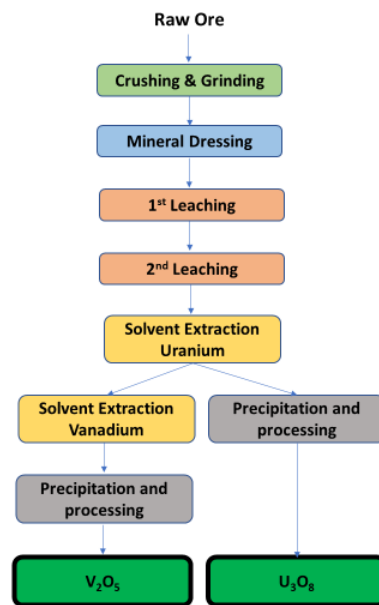 Raw Ore
Crushing & Grinding
Mineral Dressing
1st Leaching
2nd Leaching
Solvent Extraction
Uranium
Solvent Extraction
Vanadium
Precipitation and
processing
Precipitation and
processing
V₂O₅
U₃O₈